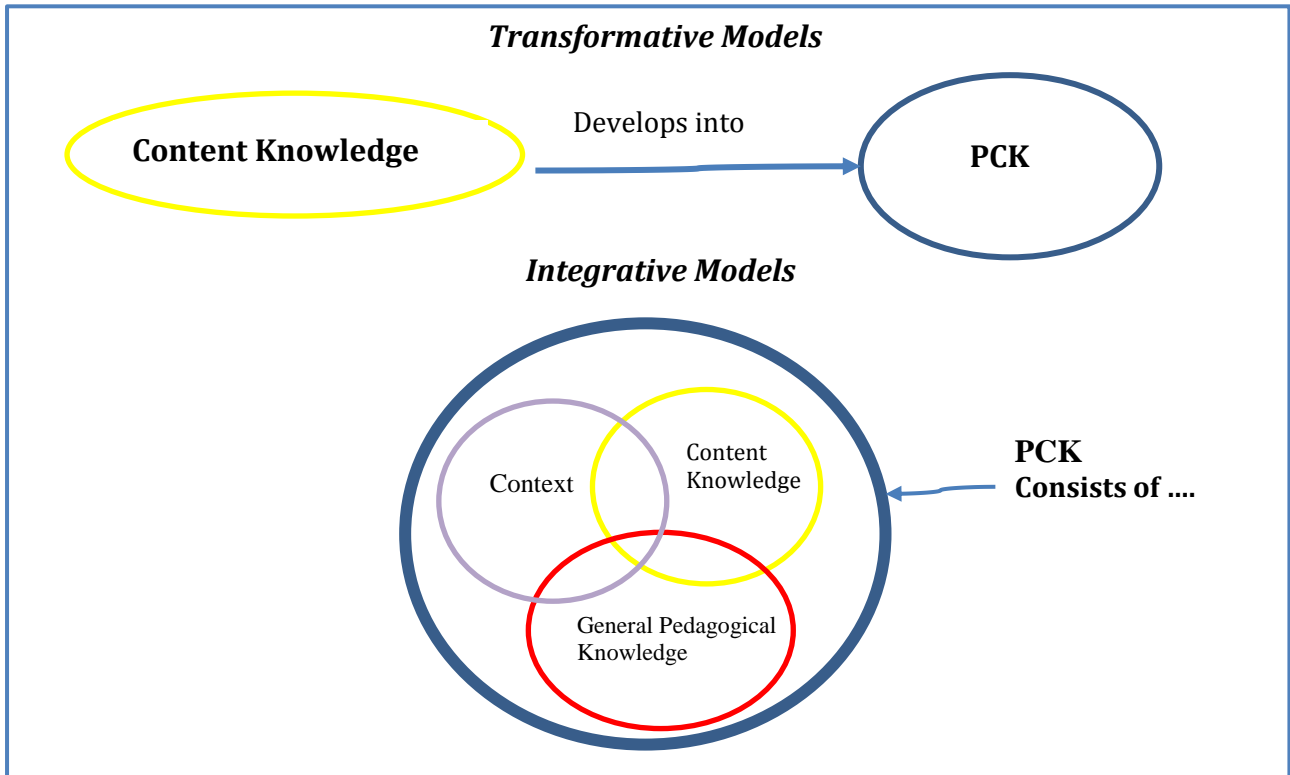 Transformative Models
Content Knowledge
Develops into
PCK
Integrative Models
Context
Content
Knowledge
General Pedagogical
Knowledge
PCK
Consists of ....